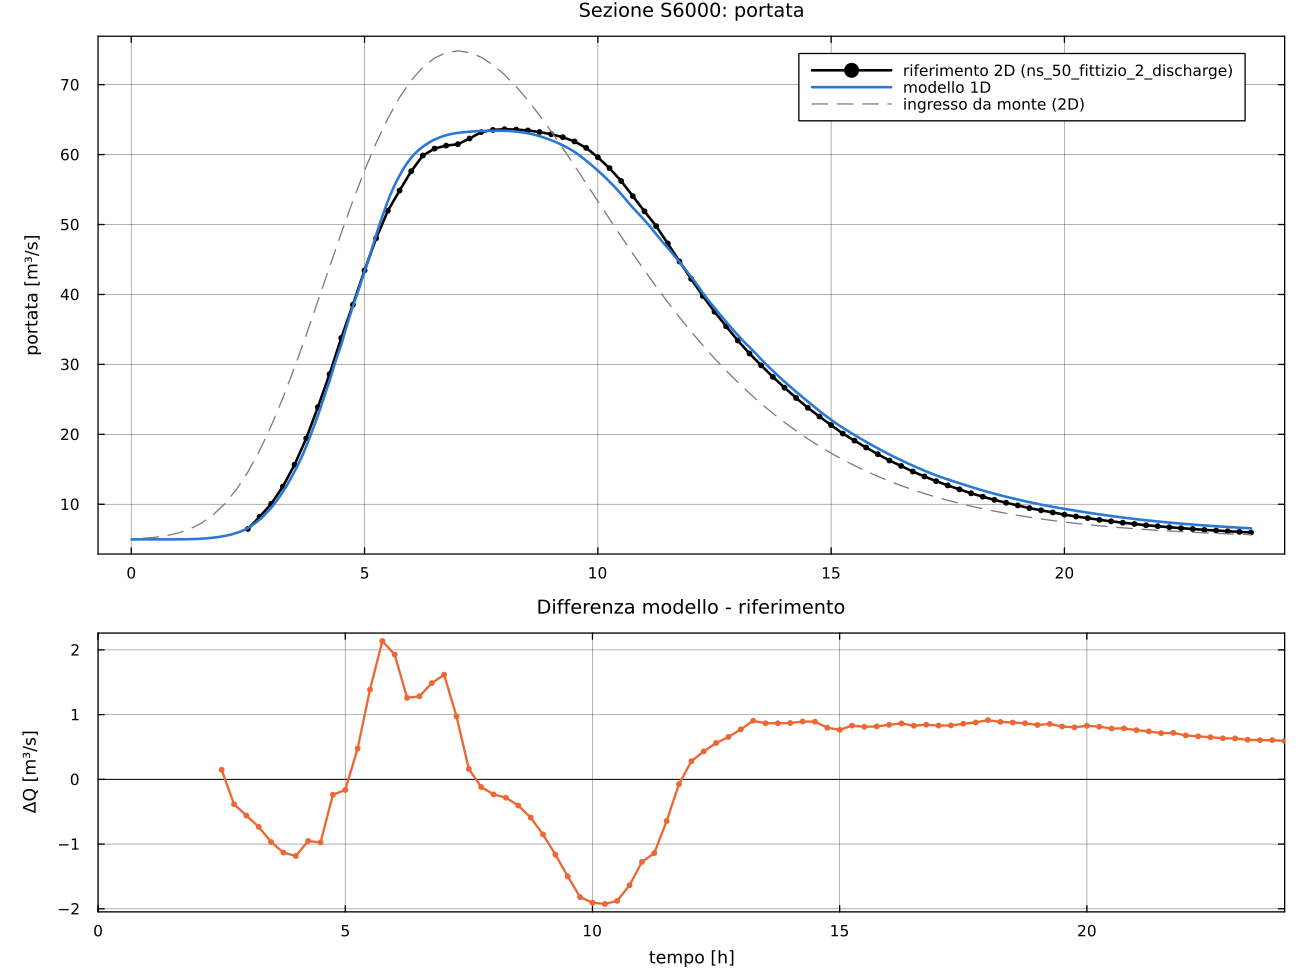 Sezione S6000: portata
portata [m³/s]
70
60
50
40
30
20
10
riferimento 2D (ns_50_fittizio_2_discharge)
modello 1D
ingresso da monte (2D)
0 5 10 15 20
Differenza modello - riferimento
ΔQ [m³/s]
2
1
0
−1
−2
0 5 10 15 20
tempo [h]